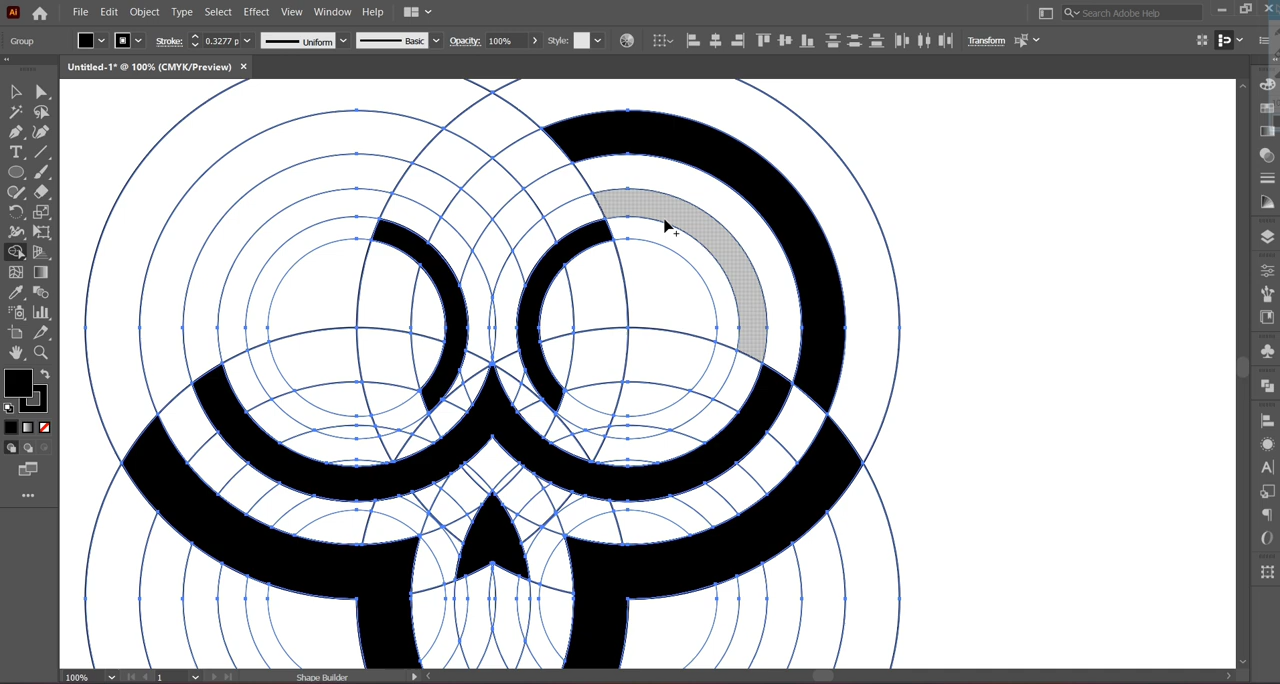 Ai File Edit Object Type Select Effect View Window Help Search Adobe Help
Group Stroke: 0.3277 p Uniform Basic Opacity: 100% Style: Transform
Untitled-1* @ 100% (CMYK/Preview) ×
100% 1 Shape Builder